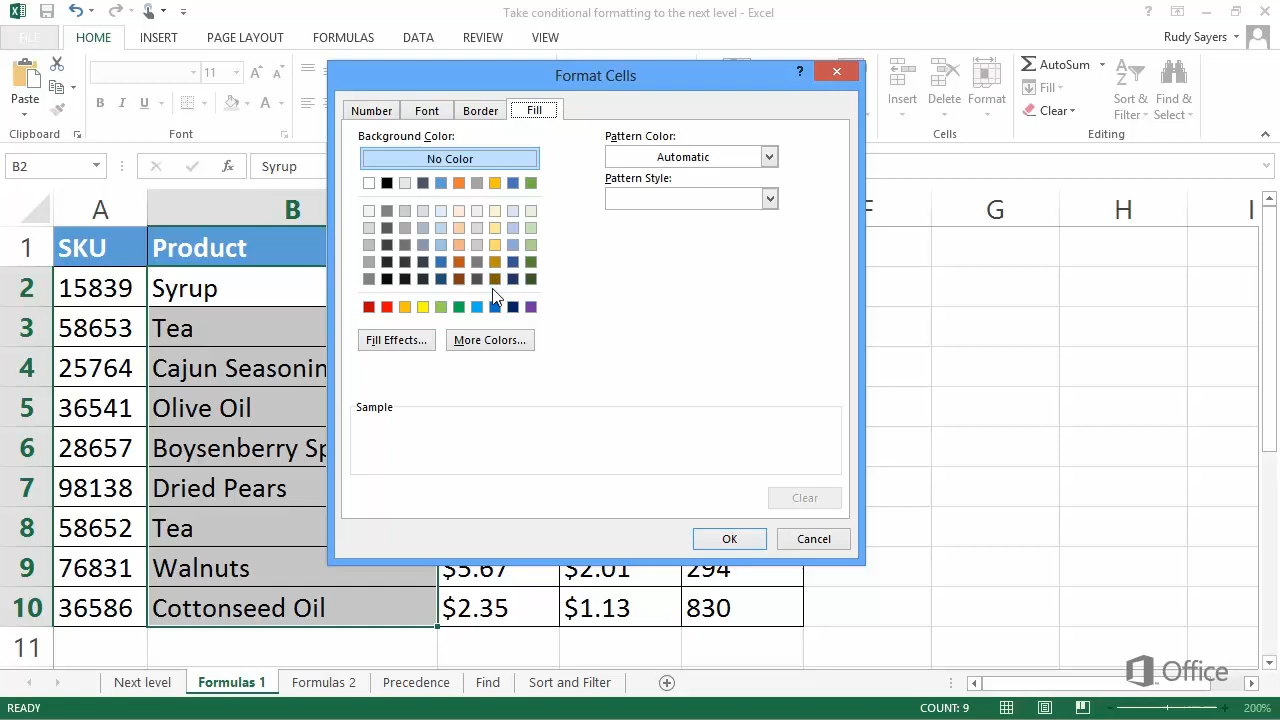 Take conditional formatting to the next level - Excel
FILE HOME INSERT PAGE LAYOUT FORMULAS DATA REVIEW VIEW
Rudy Sayers
Paste
Clipboard
11
B I U
Font
Insert Delete Format
Cells
AutoSum
Fill
Clear
Sort & Filter
Find & Select
Editing
B2
Syrup
Format Cells
Number Font Border Fill
Background Color:
No Color
Pattern Color:
Automatic
Pattern Style:
Fill Effects...
More Colors...
Sample
Clear
OK
Cancel
A B F G H I
1 SKU Product
2 15839 Syrup
3 58653 Tea
4 25764 Cajun Seasonin
5 36541 Olive Oil
6 28657 Boysenberry Sp
7 98138 Dried Pears
8 58652 Tea
9 76831 Walnuts $5.67 $2.01 294
10 36586 Cottonseed Oil $2.35 $1.13 830
11
Office
Next level Formulas 1 Formulas 2 Precedence Find Sort and Filter
READY
COUNT: 9
200%